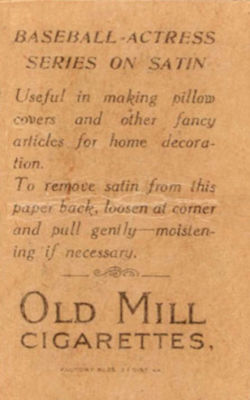 BASEBALL-ACTRESS
SERIES ON SATIN
Useful in making pillow
covers and other fancy
articles for home decora-
tion.
To remove satin from this
paper back, loosen at corner
and pull gently—moisten-
ing if necessary.
OLD MILL
CIGARETTES.